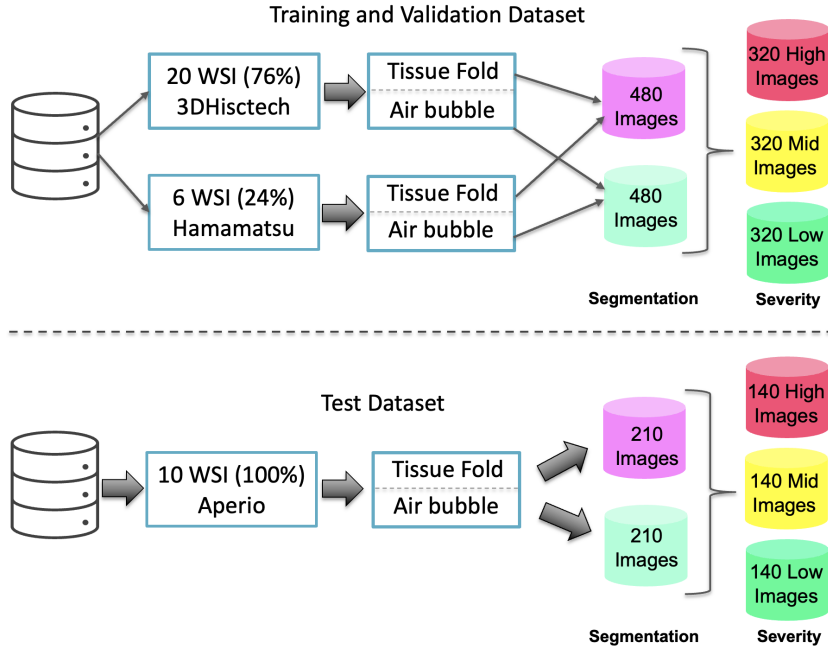 Training and Validation Dataset
20 WSI (76%)
3DHisctech
Tissue Fold
Air bubble
6 WSI (24%)
Hamamatsu
Tissue Fold
Air bubble
480
Images
480
Images
Segmentation
320 High
Images
320 Mid
Images
320 Low
Images
Severity
Test Dataset
10 WSI (100%)
Aperio
Tissue Fold
Air bubble
210
Images
210
Images
Segmentation
140 High
Images
140 Mid
Images
140 Low
Images
Severity